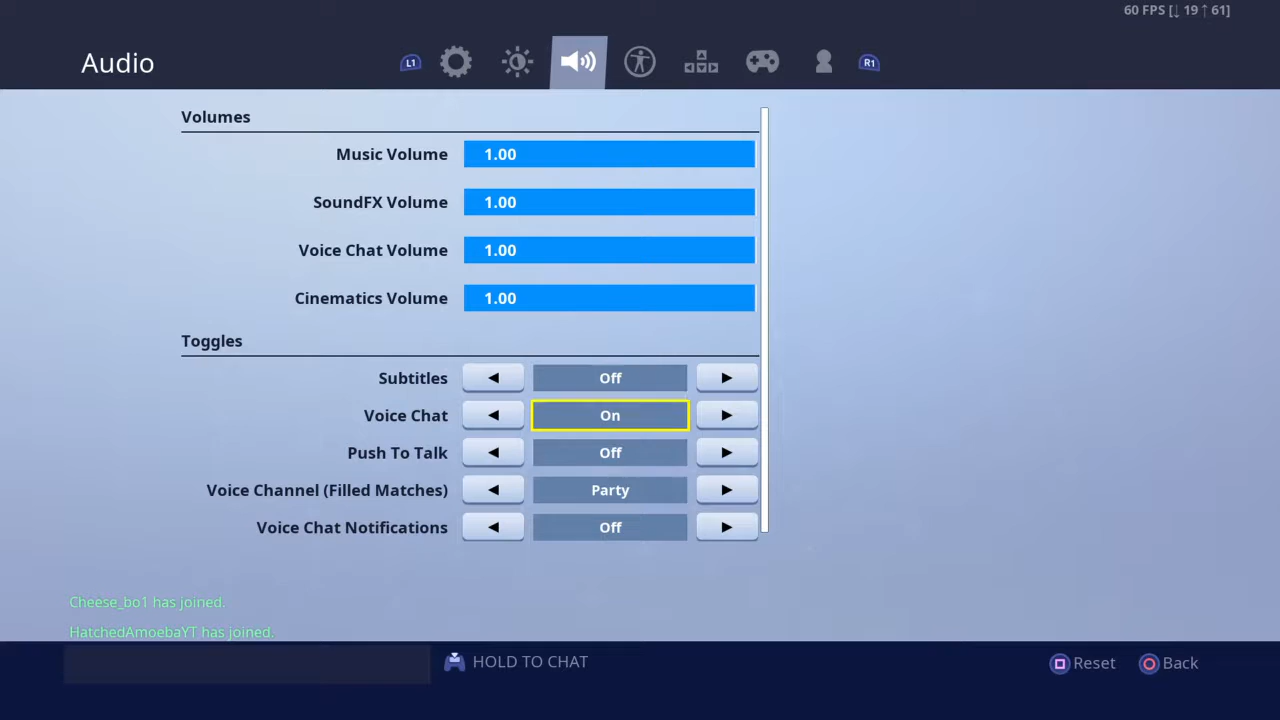 60 FPS [↓ 19 ↑ 61]
Audio
L1
R1
Volumes
Music Volume 1.00
SoundFX Volume 1.00
Voice Chat Volume 1.00
Cinematics Volume 1.00
Toggles
Subtitles ◀ Off ▶
Voice Chat ◀ On ▶
Push To Talk ◀ Off ▶
Voice Channel (Filled Matches) ◀ Party ▶
Voice Chat Notifications ◀ Off ▶
Cheese_bo1 has joined.
HatchedAmoebaYT has joined.
HOLD TO CHAT
Reset Back